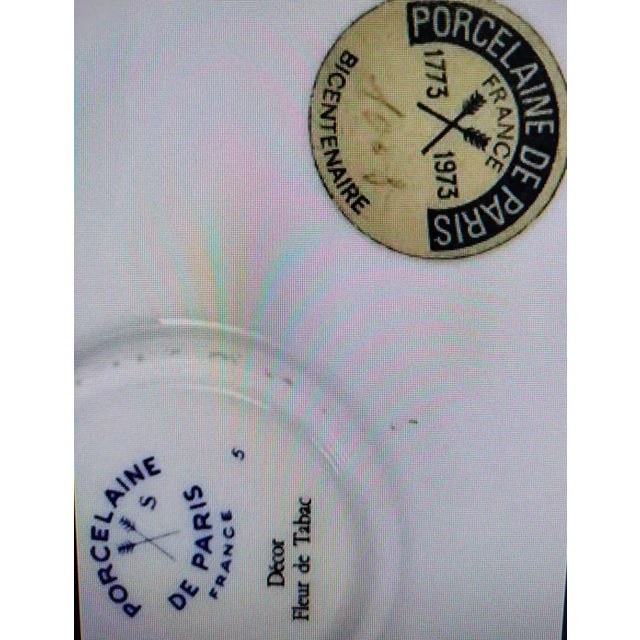 PORCELAINE DE PARIS
FRANCE
1773 1973
BICENTENAIRE
PORCELAINE
S
DE PARIS
FRANCE
5
Décor
Fleur de Tabac